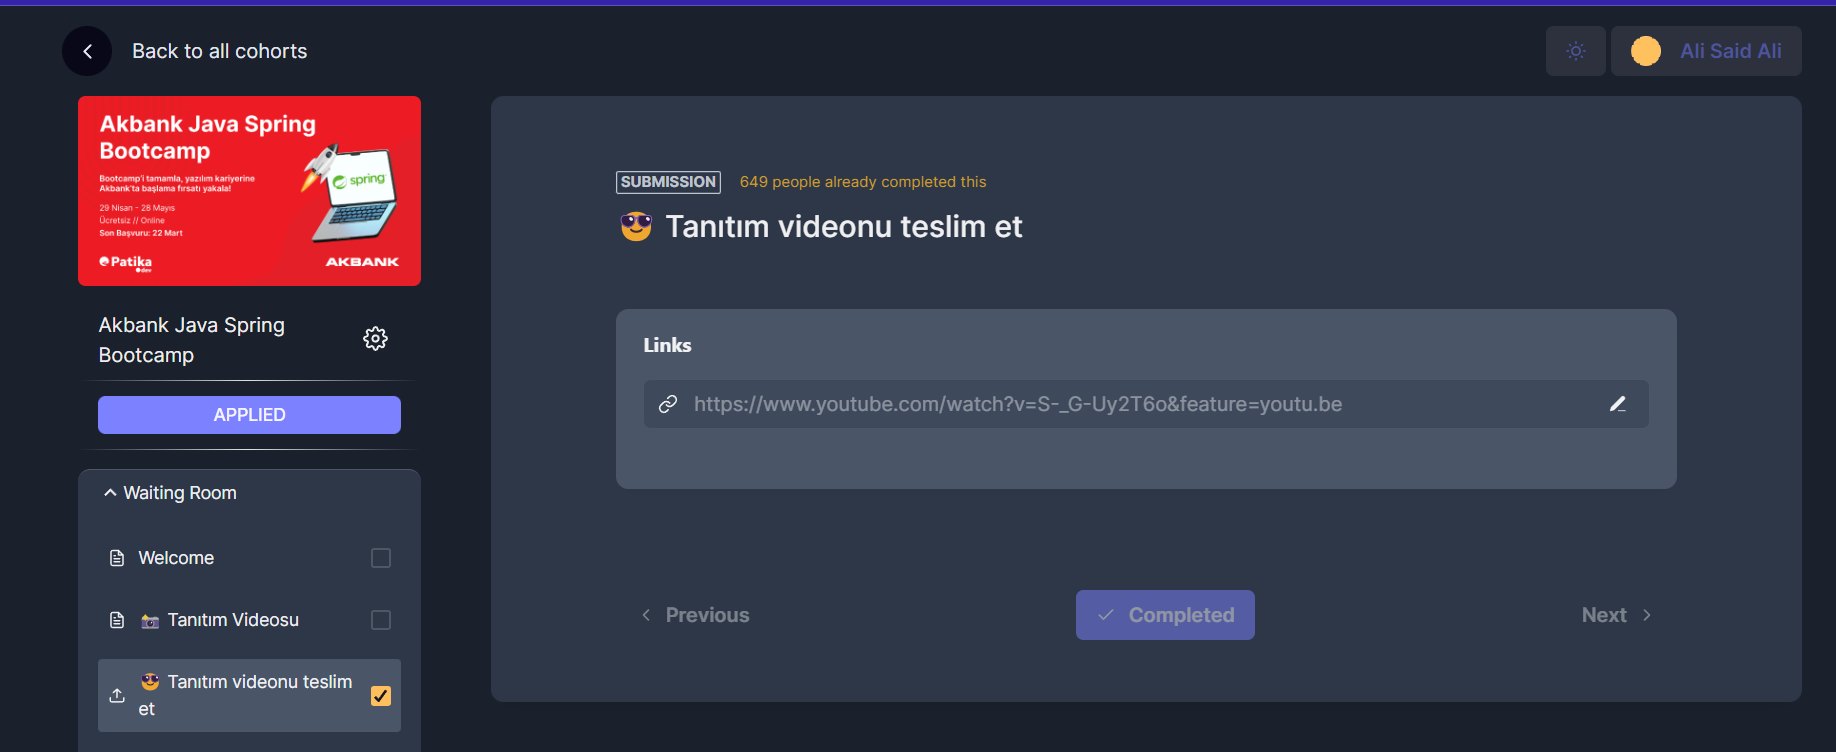 Back to all cohorts
Ali Said Ali
Akbank Java Spring
Bootcamp
Bootcamp'i tamamla, yazılım kariyerine
Akbank'ta başlama fırsatı yakala!
29 Nisan - 28 Mayıs
Ücretsiz // Online
Son Başvuru: 22 Mart
spring
Patika
dev
AKBANK
Akbank Java Spring
Bootcamp
APPLIED
Waiting Room
Welcome
Tanıtım Videosu
Tanıtım videonu teslim
et
SUBMISSION 649 people already completed this
Tanıtım videonu teslim et
Links
https://www.youtube.com/watch?v=S-_G-Uy2T6o&feature=youtu.be
Previous
Completed
Next